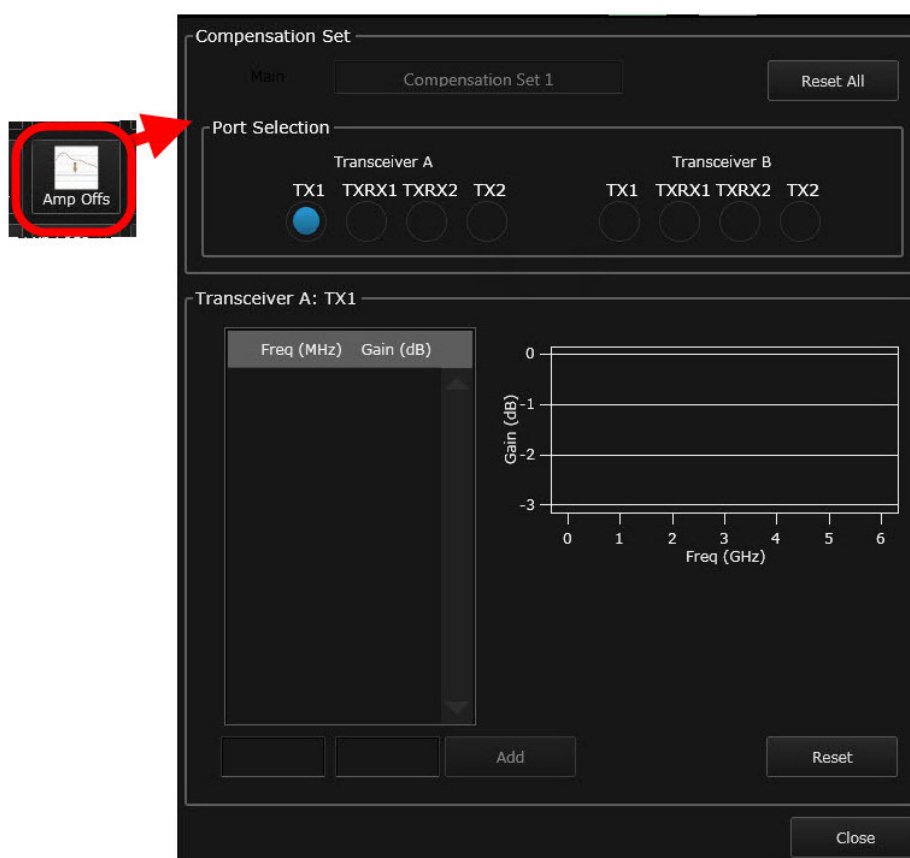 Amp Offs
Compensation Set
Main
Compensation Set 1
Reset All
Port Selection
Transceiver A
Transceiver B
TX1 TXRX1 TXRX2 TX2
TX1 TXRX1 TXRX2 TX2
Transceiver A: TX1
Freq (MHz) Gain (dB)
Gain (dB)
0
-1
-2
-3
0 1 2 3 4 5 6
Freq (GHz)
Add
Reset
Close